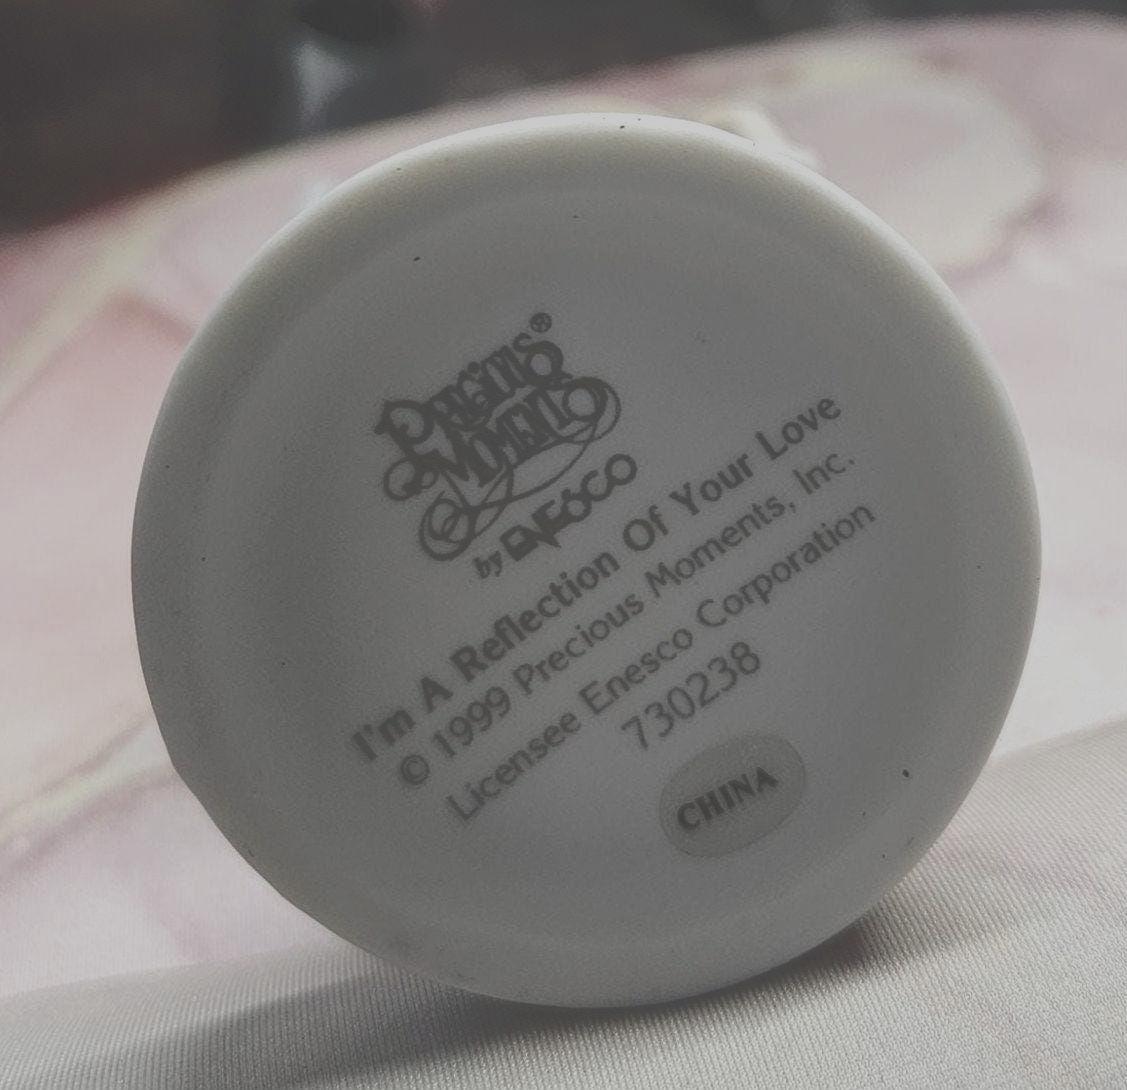 PRECIOUS®
MOMENTS
by ENESCO
I'm A Reflection Of Your Love
© 1999 Precious Moments, Inc.
Licensee Enesco Corporation
730238
CHINA